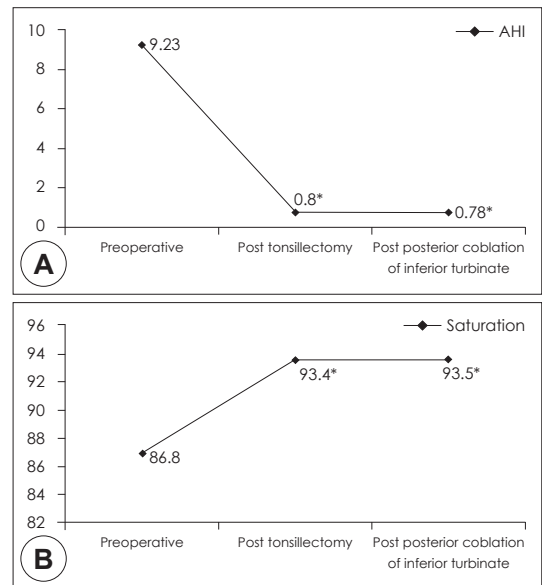 10
AHI
9.23
8
6
4
2
0.8*
0.78*
0
Preoperative
Post tonsillectomy
Post posterior coblation
of inferior turbinate
A
96
Saturation
94
93.4*
93.5*
92
90
88
86.8
86
84
82
Preoperative
Post tonsillectomy
Post posterior coblation
of inferior turbinate
B